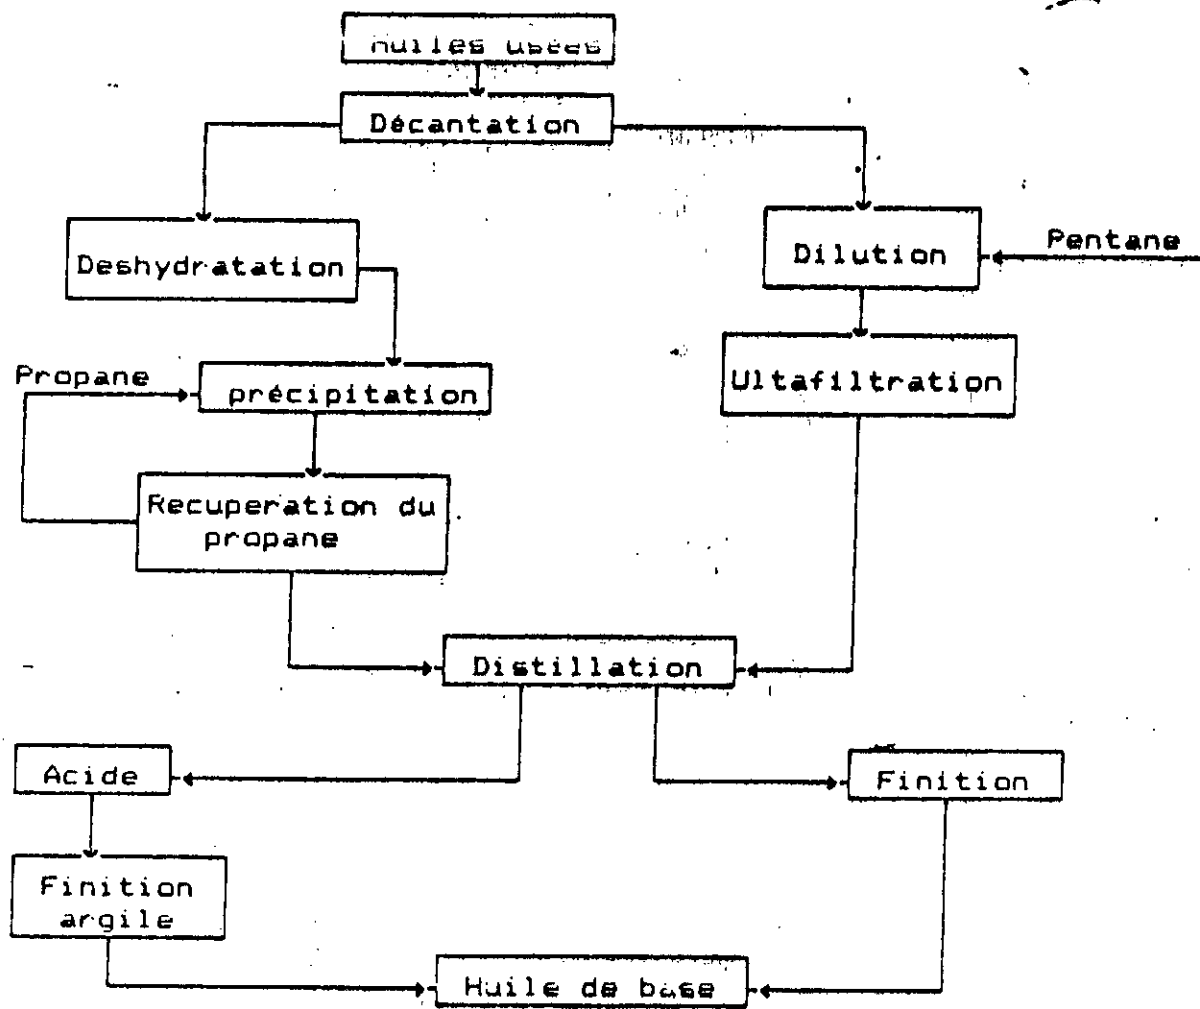 Huiles usées
Décantation
Deshydratation
Dilution
Pentane
Propane
précipitation
Ultafiltration
Recuperation du
propane
Distillation
Acide
Finition
Finition
argile
Huile de base